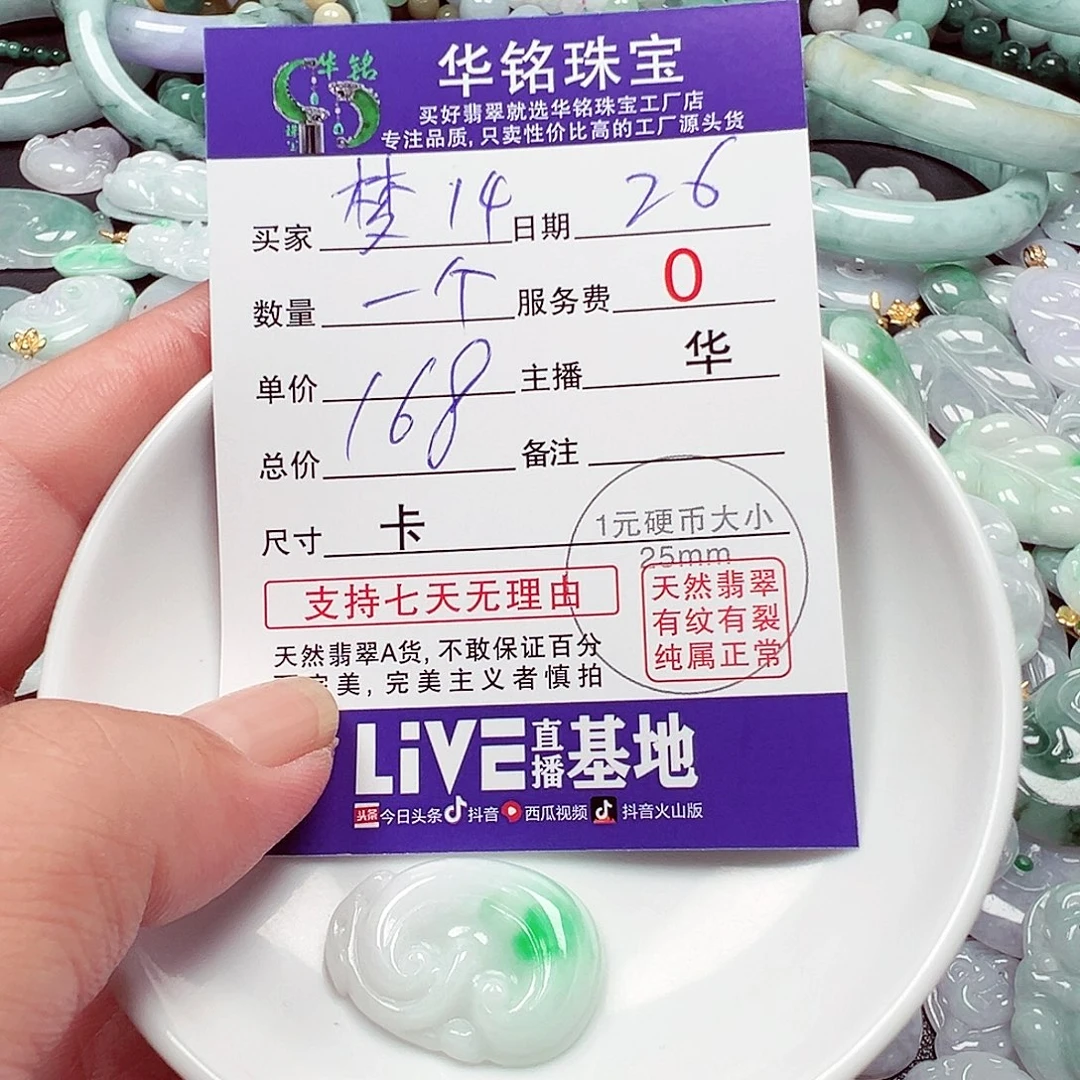 华铭
华铭珠宝
买好翡翠就选华铭珠宝工厂店
专注品质,只卖性价比高的工厂源头货
买家 梦14 日期 26
数量 一个 服务费 0
单价 168 主播 华
总价 备注
尺寸 卡
1元硬币大小
25mm
支持七天无理由
天然翡翠
有纹有裂
纯属正常
天然翡翠A货,不敢保证百分
完美,完美主义者慎拍
LiVE直播基地
头条 今日头条 抖音 西瓜视频 抖音火山版